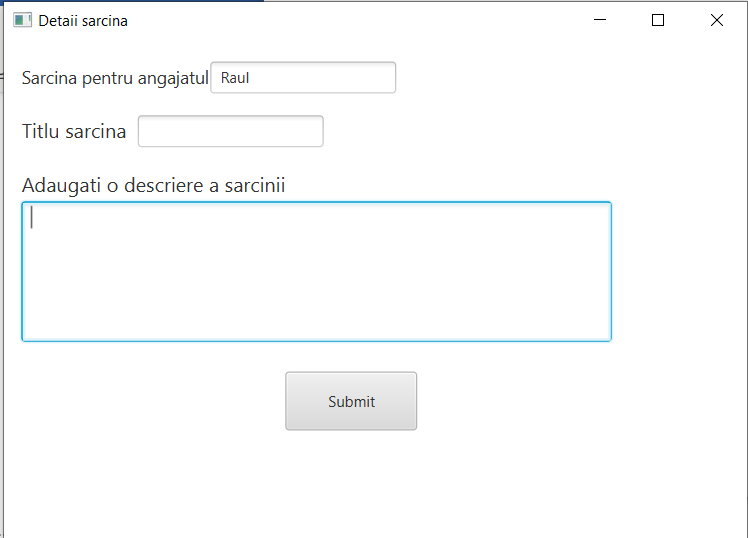 Detaii sarcina
Sarcina pentru angajatul Raul
Titlu sarcina
Adaugati o descriere a sarcinii
Submit